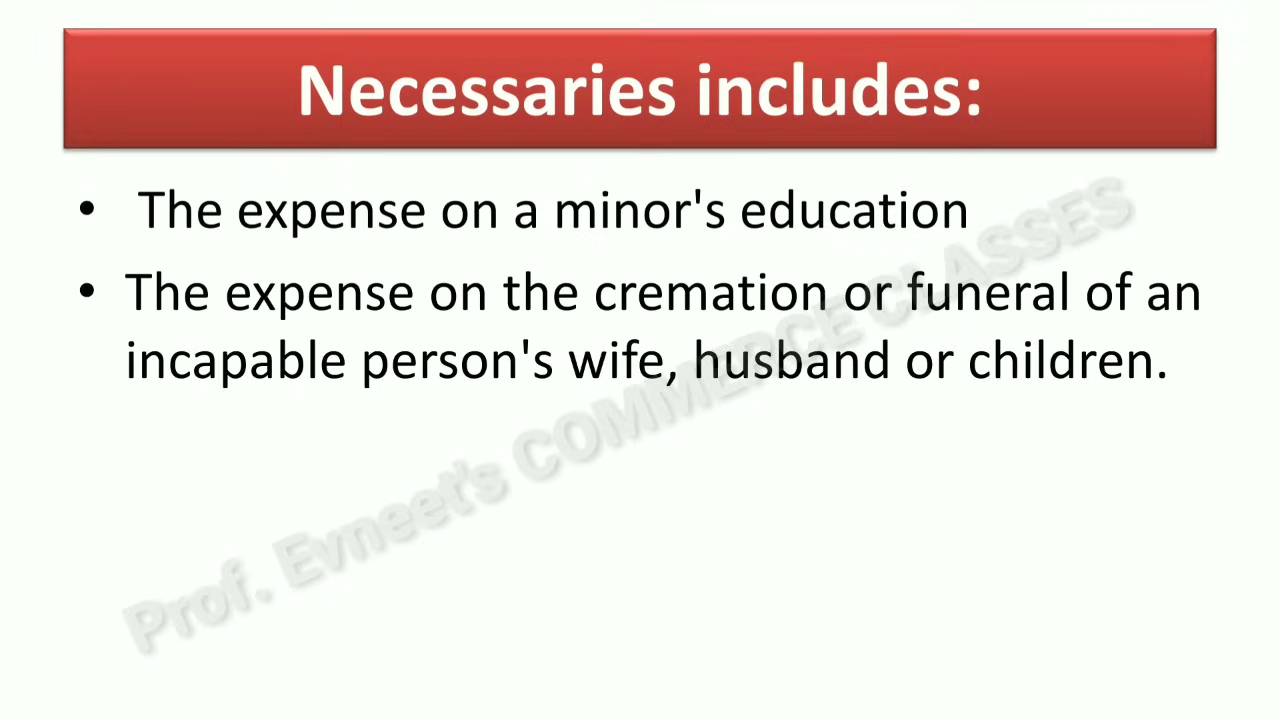 Necessaries includes:
• The expense on a minor's education
• The expense on the cremation or funeral of an
incapable person's wife, husband or children.
Prof. Evneet's COMMERCE CLASSES